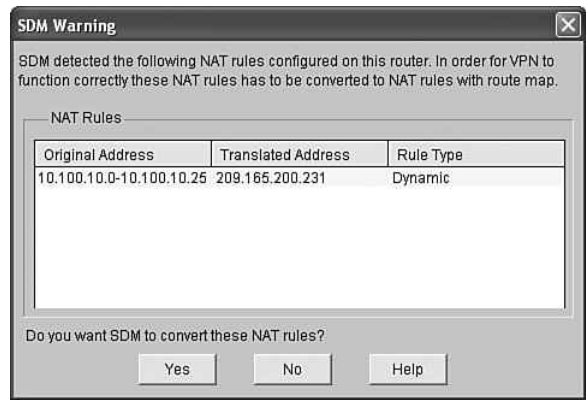 SDM Warning
SDM detected the following NAT rules configured on this router. In order for VPN to
function correctly these NAT rules has to be converted to NAT rules with route map.
NAT Rules
Original Address Translated Address Rule Type
10.100.10.0-10.100.10.25 209.165.200.231 Dynamic
Do you want SDM to convert these NAT rules?
Yes No Help